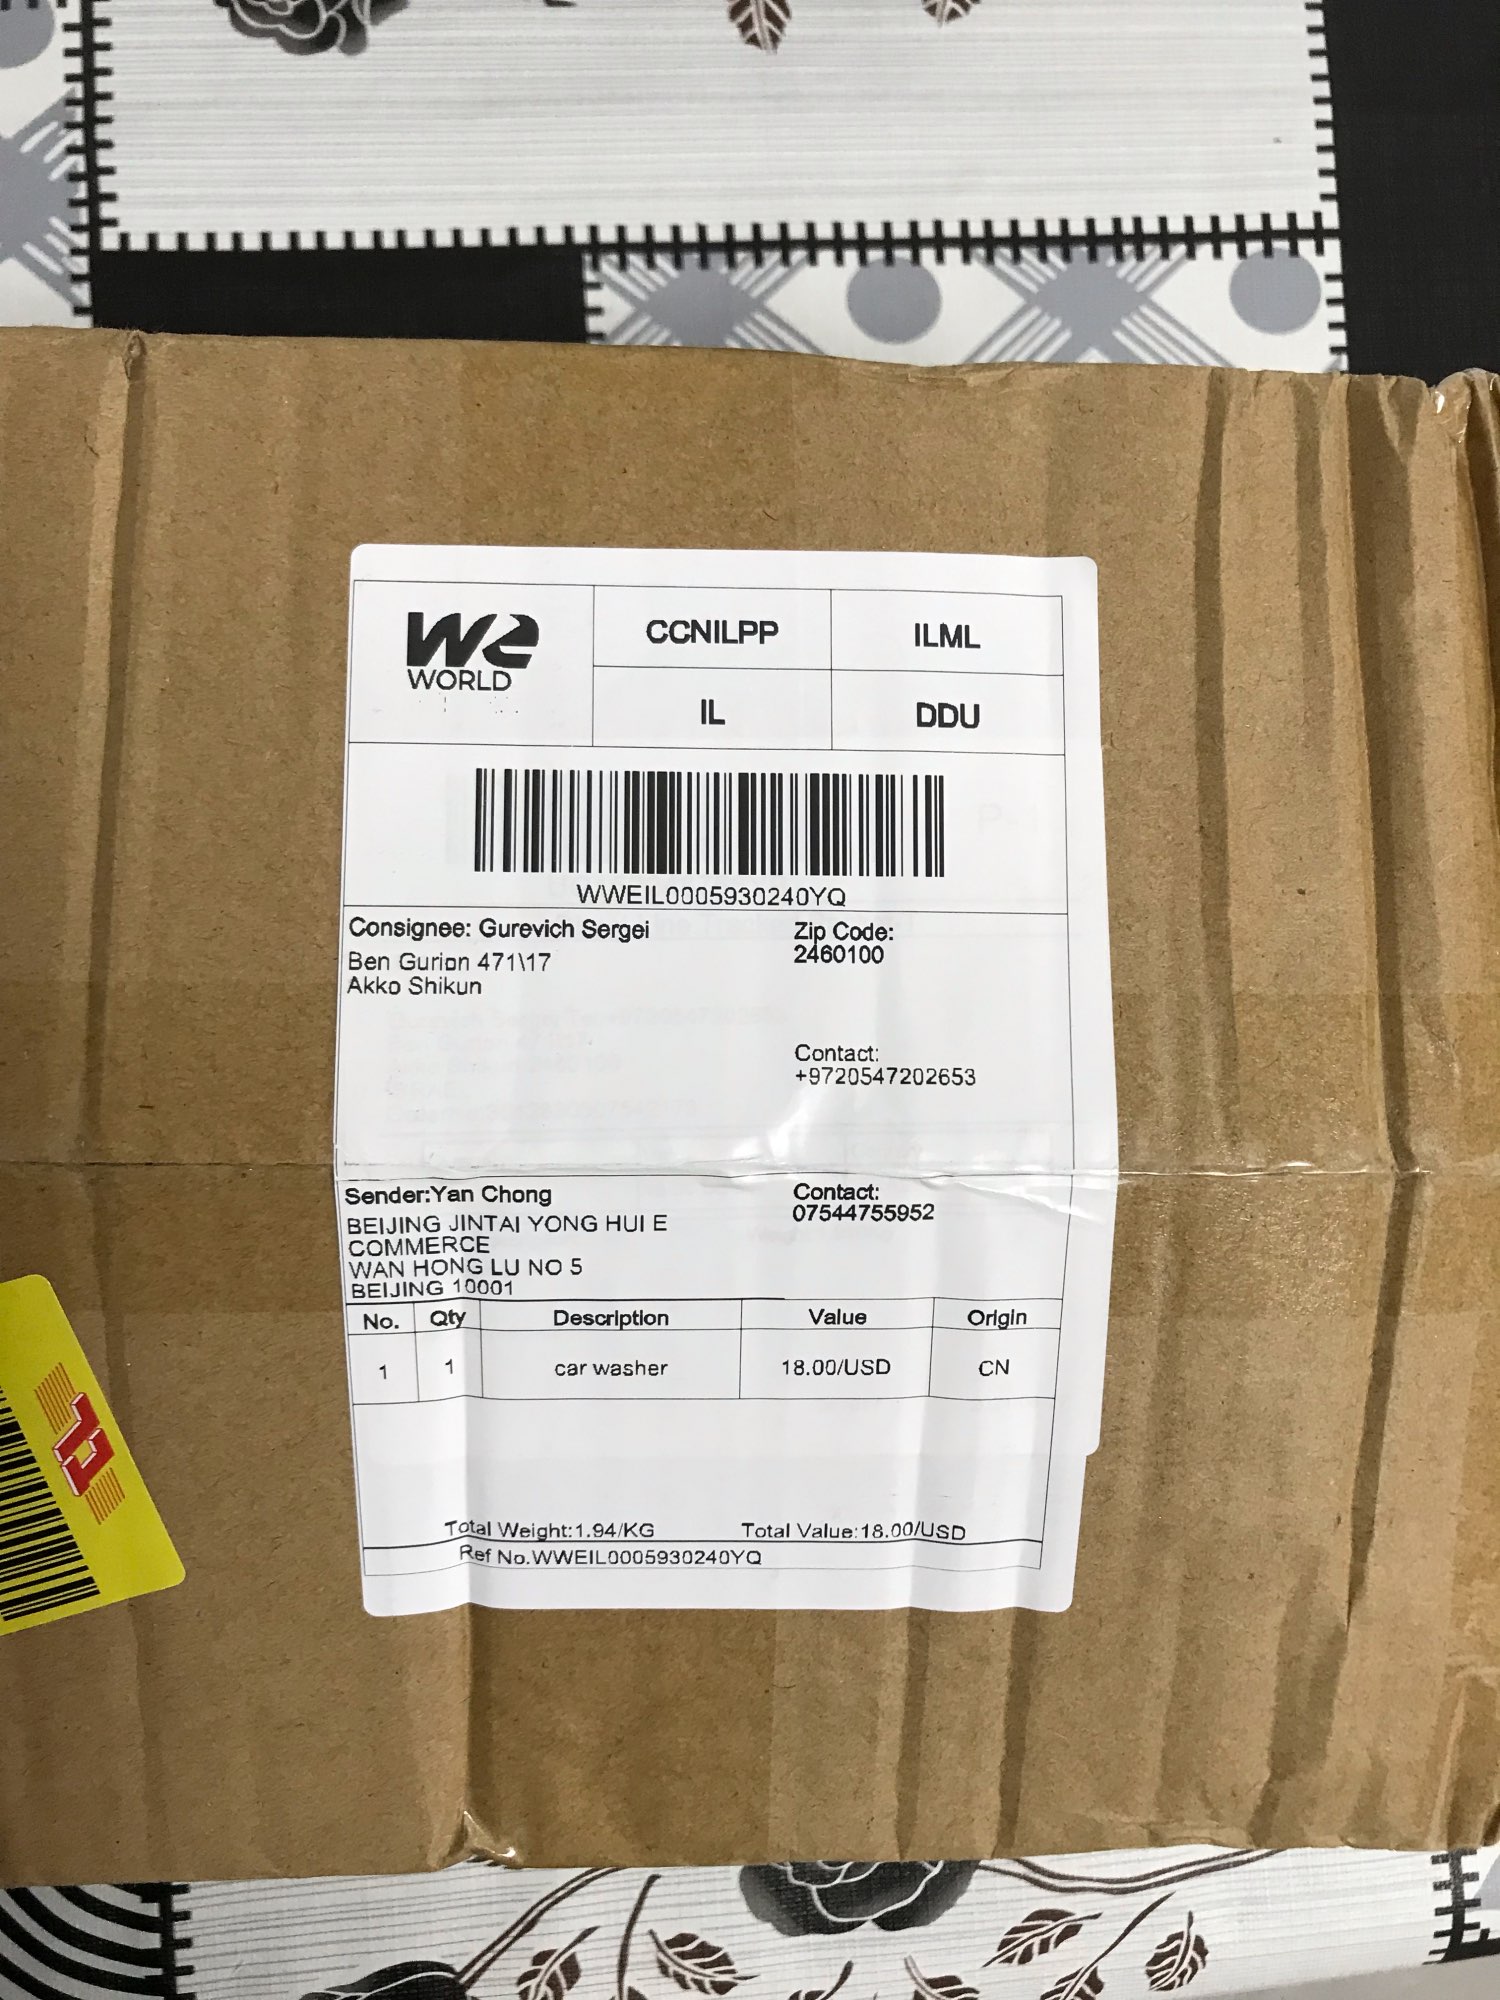 WE
WORLD
CCNILPP
ILML
IL
DDU
WWEIL0005930240YQ
Consignee: Gurevich Sergei
Zip Code:
2460100
Ben Gurion 471\17
Akko Shikun
Contact:
+9720547202653
Sender:Yan Chong
Contact:
07544755952
BEIJING JINTAI YONG HUI E
COMMERCE
WAN HONG LU NO 5
BEIJING 10001
No. Qty Description Value Origin
1 1 car washer 18.00/USD CN
Total Weight:1.94/KG Total Value:18.00/USD
Ref No.WWEIL0005930240YQ